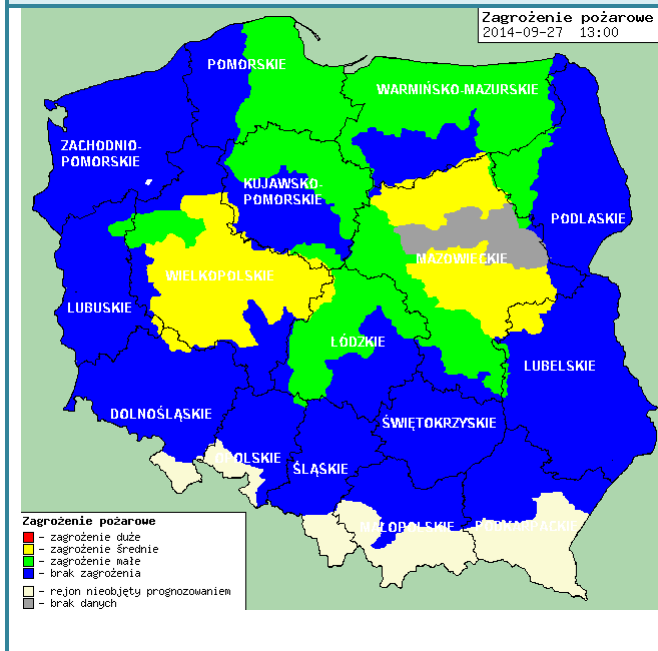 Zagrożenie pożarowe
2014-09-27 13:00
POMORSKIE
WARMIŃSKO-MAZURSKIE
ZACHODNIO-
POMORSKIE
KUJAWSKO-
POMORSKIE
PODLASKIE
MAZOWIECKIE
WIELKOPOLSKIE
LUBUSKIE
ŁÓDZKIE
LUBELSKIE
DOLNOŚLĄSKIE
ŚWIĘTOKRZYSKIE
OPOLSKIE
ŚLĄSKIE
MAŁOPOLSKIE
PODKARPACKIE
Zagrożenie pożarowe
- zagrożenie duże
- zagrożenie średnie
- zagrożenie małe
- brak zagrożenia
- rejon nieobjęty prognozowaniem
- brak danych